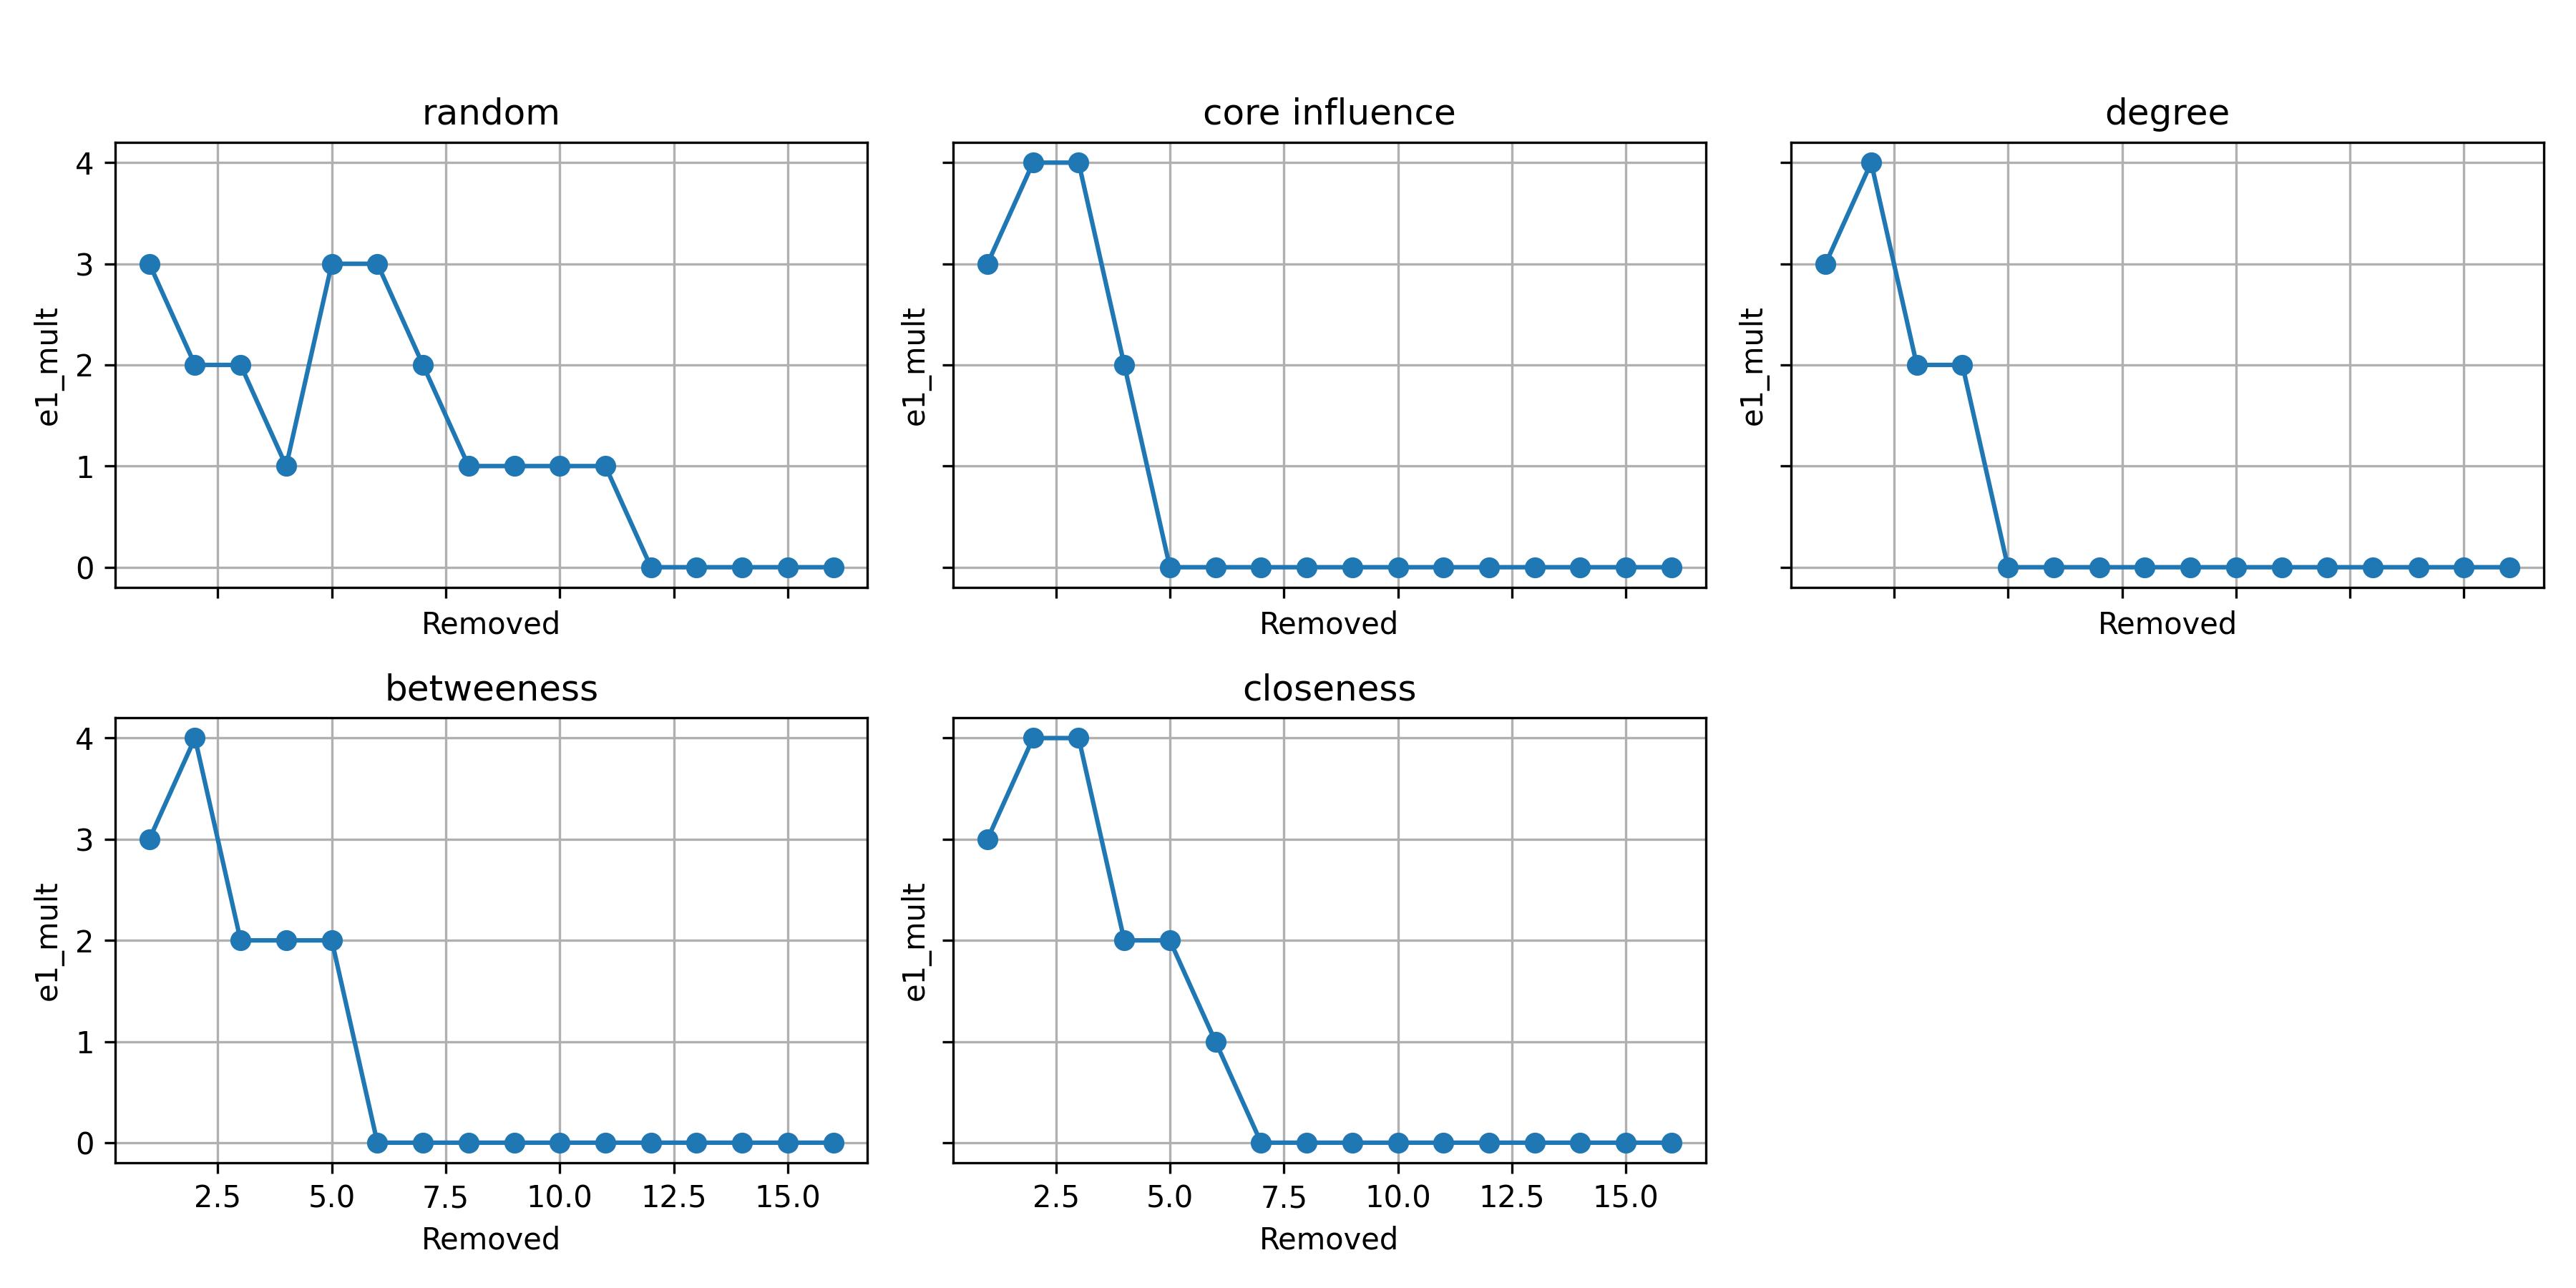 random
core influence
degree
4
3
2
1
0
e1_mult
e1_mult
e1_mult
Removed
Removed
Removed
betweeness
closeness
4
3
2
1
0
e1_mult
e1_mult
2.5 5.0 7.5 10.0 12.5 15.0
2.5 5.0 7.5 10.0 12.5 15.0
Removed
Removed